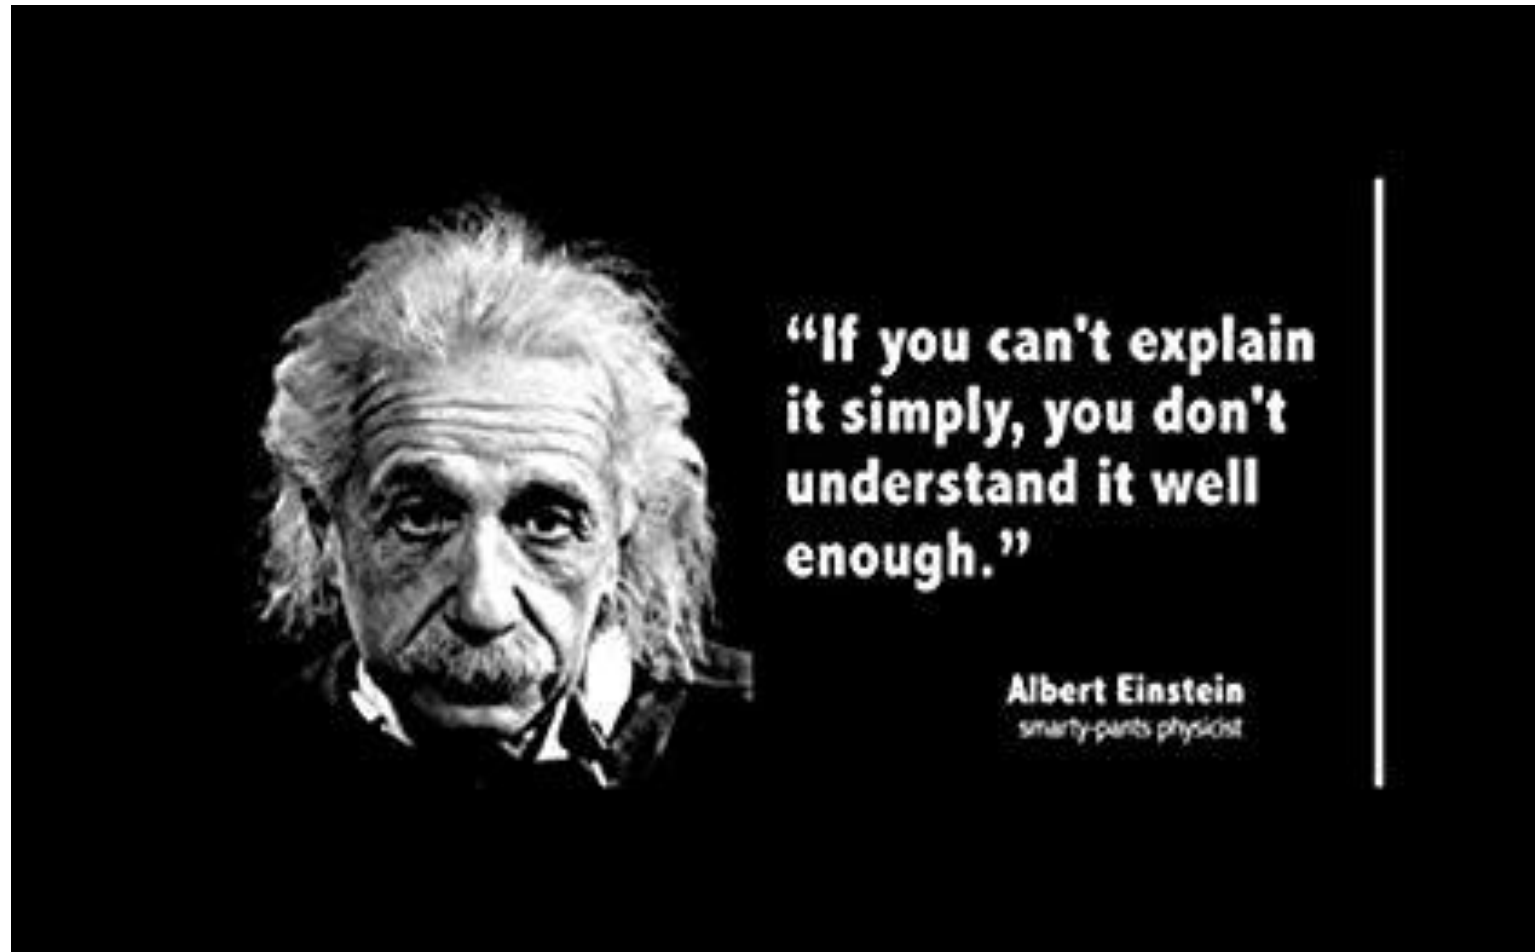 “If you can't explain
it simply, you don't
understand it well
enough.”
Albert Einstein
smarty-pants physicist